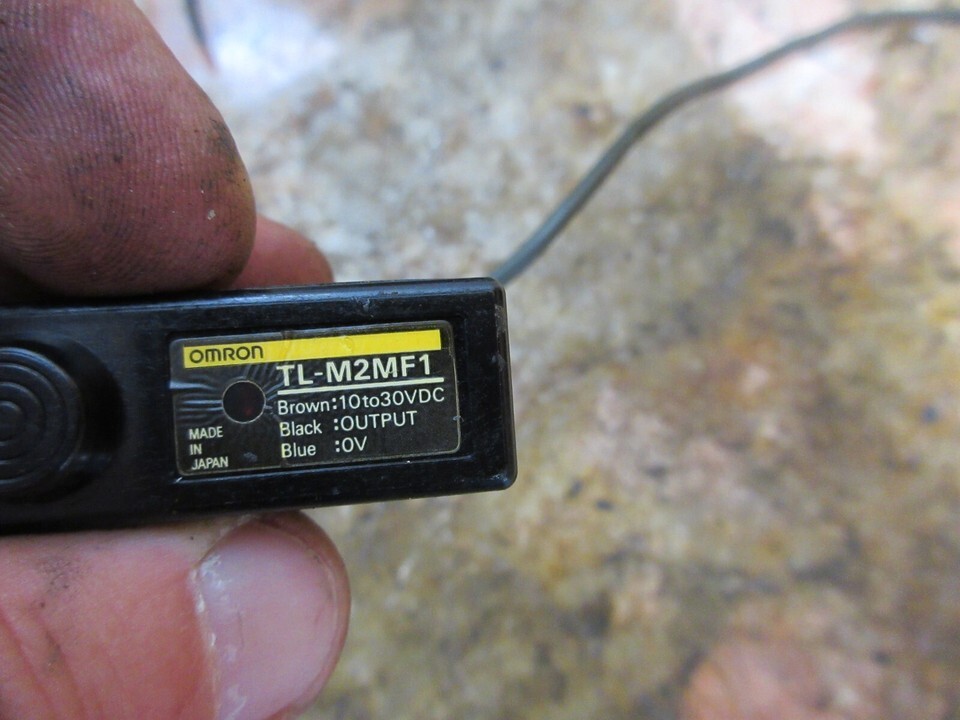 OMRON
TL-M2MF1
Brown:10to30VDC
Black :OUTPUT
Blue :0V
MADE
IN
JAPAN